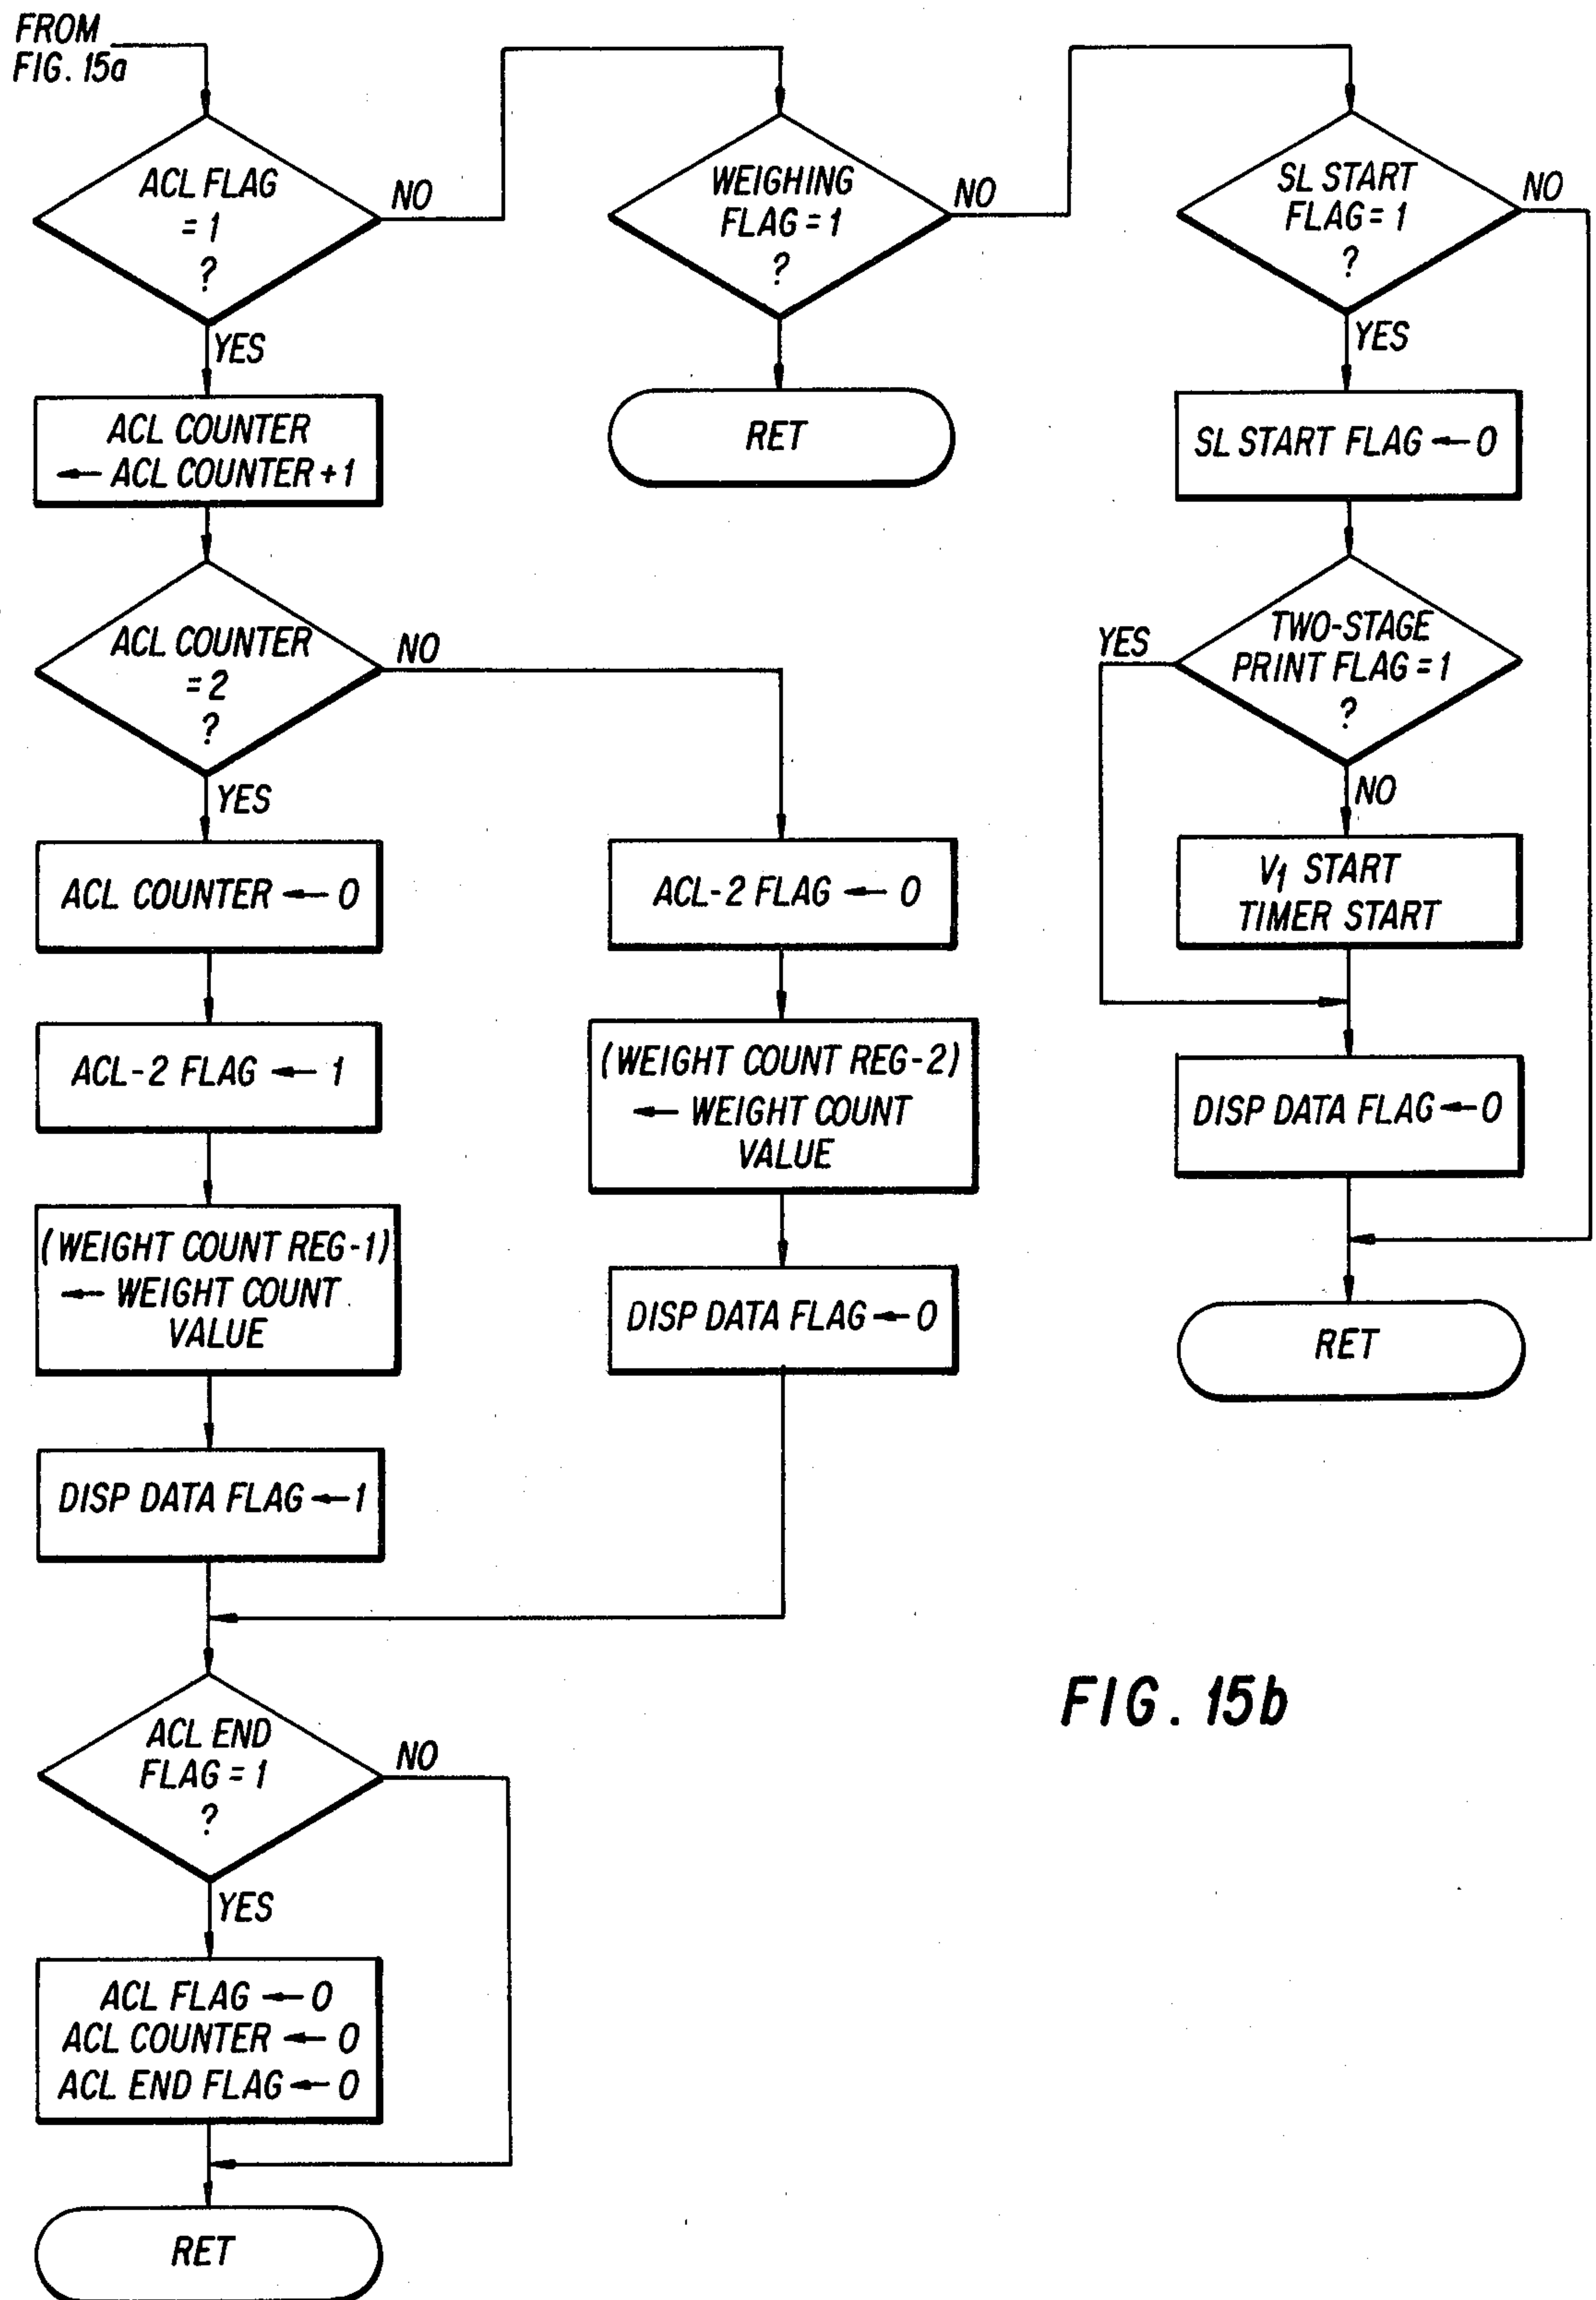 FROM
FIG. 15a
ACL FLAG
= 1
?
NO
YES
ACL COUNTER
← ACL COUNTER + 1
ACL COUNTER
= 2
?
NO
YES
ACL COUNTER ← 0
ACL-2 FLAG ← 1
(WEIGHT COUNT REG-1)
← WEIGHT COUNT
VALUE
DISP DATA FLAG ← 1
ACL END
FLAG = 1
?
NO
YES
ACL FLAG ← 0
ACL COUNTER ← 0
ACL END FLAG ← 0
RET
WEIGHING
FLAG = 1
?
NO
RET
ACL-2 FLAG ← 0
(WEIGHT COUNT REG-2)
← WEIGHT COUNT
VALUE
DISP DATA FLAG ← 0
SL START
FLAG = 1
?
NO
YES
SL START FLAG ← 0
TWO-STAGE
PRINT FLAG = 1
?
YES
NO
V1 START
TIMER START
DISP DATA FLAG ← 0
RET
FIG. 15b